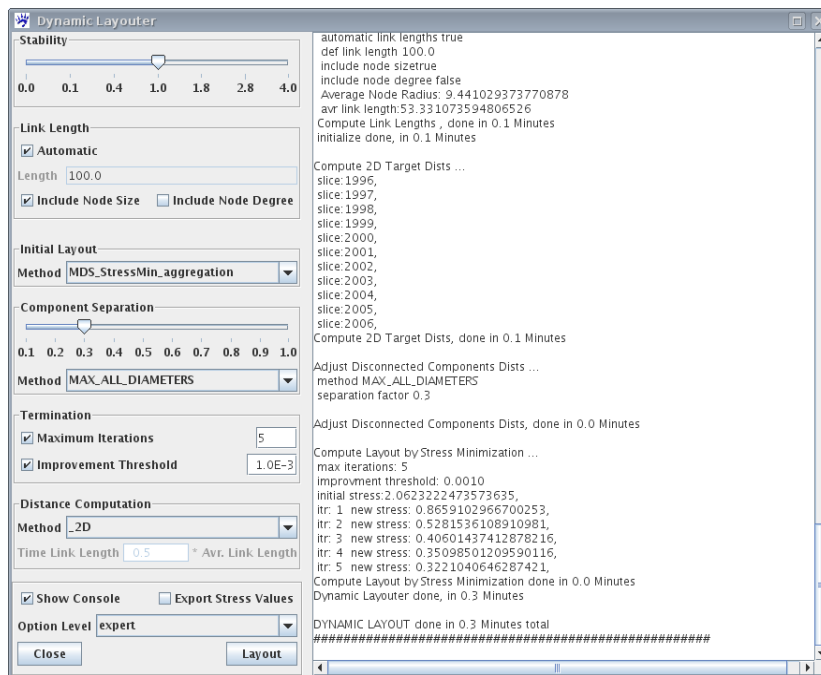 Dynamic Layouter
Stability
0.0 0.1 0.4 1.0 1.8 2.8 4.0
Link Length
Automatic
Length 100.0
Include Node Size Include Node Degree
Initial Layout
Method MDS_StressMin_aggregation
Component Separation
0.1 0.2 0.3 0.4 0.5 0.6 0.7 0.8 0.9 1.0
Method MAX_ALL_DIAMETERS
Termination
Maximum Iterations 5
Improvement Threshold 1.0E-3
Distance Computation
Method _2D
Time Link Length 0.5 * Avr. Link Length
Show Console Export Stress Values
Option Level expert
Close Layout
automatic link lengths true
def link length 100.0
include node sizetrue
include node degree false
Average Node Radius: 9.441029373770878
avr link length:53.331073594806526
Compute Link Lengths , done in 0.1 Minutes
initialize done, in 0.1 Minutes
Compute 2D Target Dists ...
slice:1996,
slice:1997,
slice:1998,
slice:1999,
slice:2000,
slice:2001,
slice:2002,
slice:2003,
slice:2004,
slice:2005,
slice:2006,
Compute 2D Target Dists, done in 0.1 Minutes
Adjust Disconnected Components Dists ...
method MAX_ALL_DIAMETERS
separation factor 0.3
Adjust Disconnected Components Dists, done in 0.0 Minutes
Compute Layout by Stress Minimization ...
max iterations: 5
improvment threshold: 0.0010
initial stress:2.0623222473573635,
itr: 1 new stress: 0.8659102966700253,
itr: 2 new stress: 0.5281536108910981,
itr: 3 new stress: 0.40601437412878216,
itr: 4 new stress: 0.35098501209590116,
itr: 5 new stress: 0.3221040646287421,
Compute Layout by Stress Minimization done in 0.0 Minutes
Dynamic Layouter done, in 0.3 Minutes
DYNAMIC LAYOUT done in 0.3 Minutes total
#####################################################